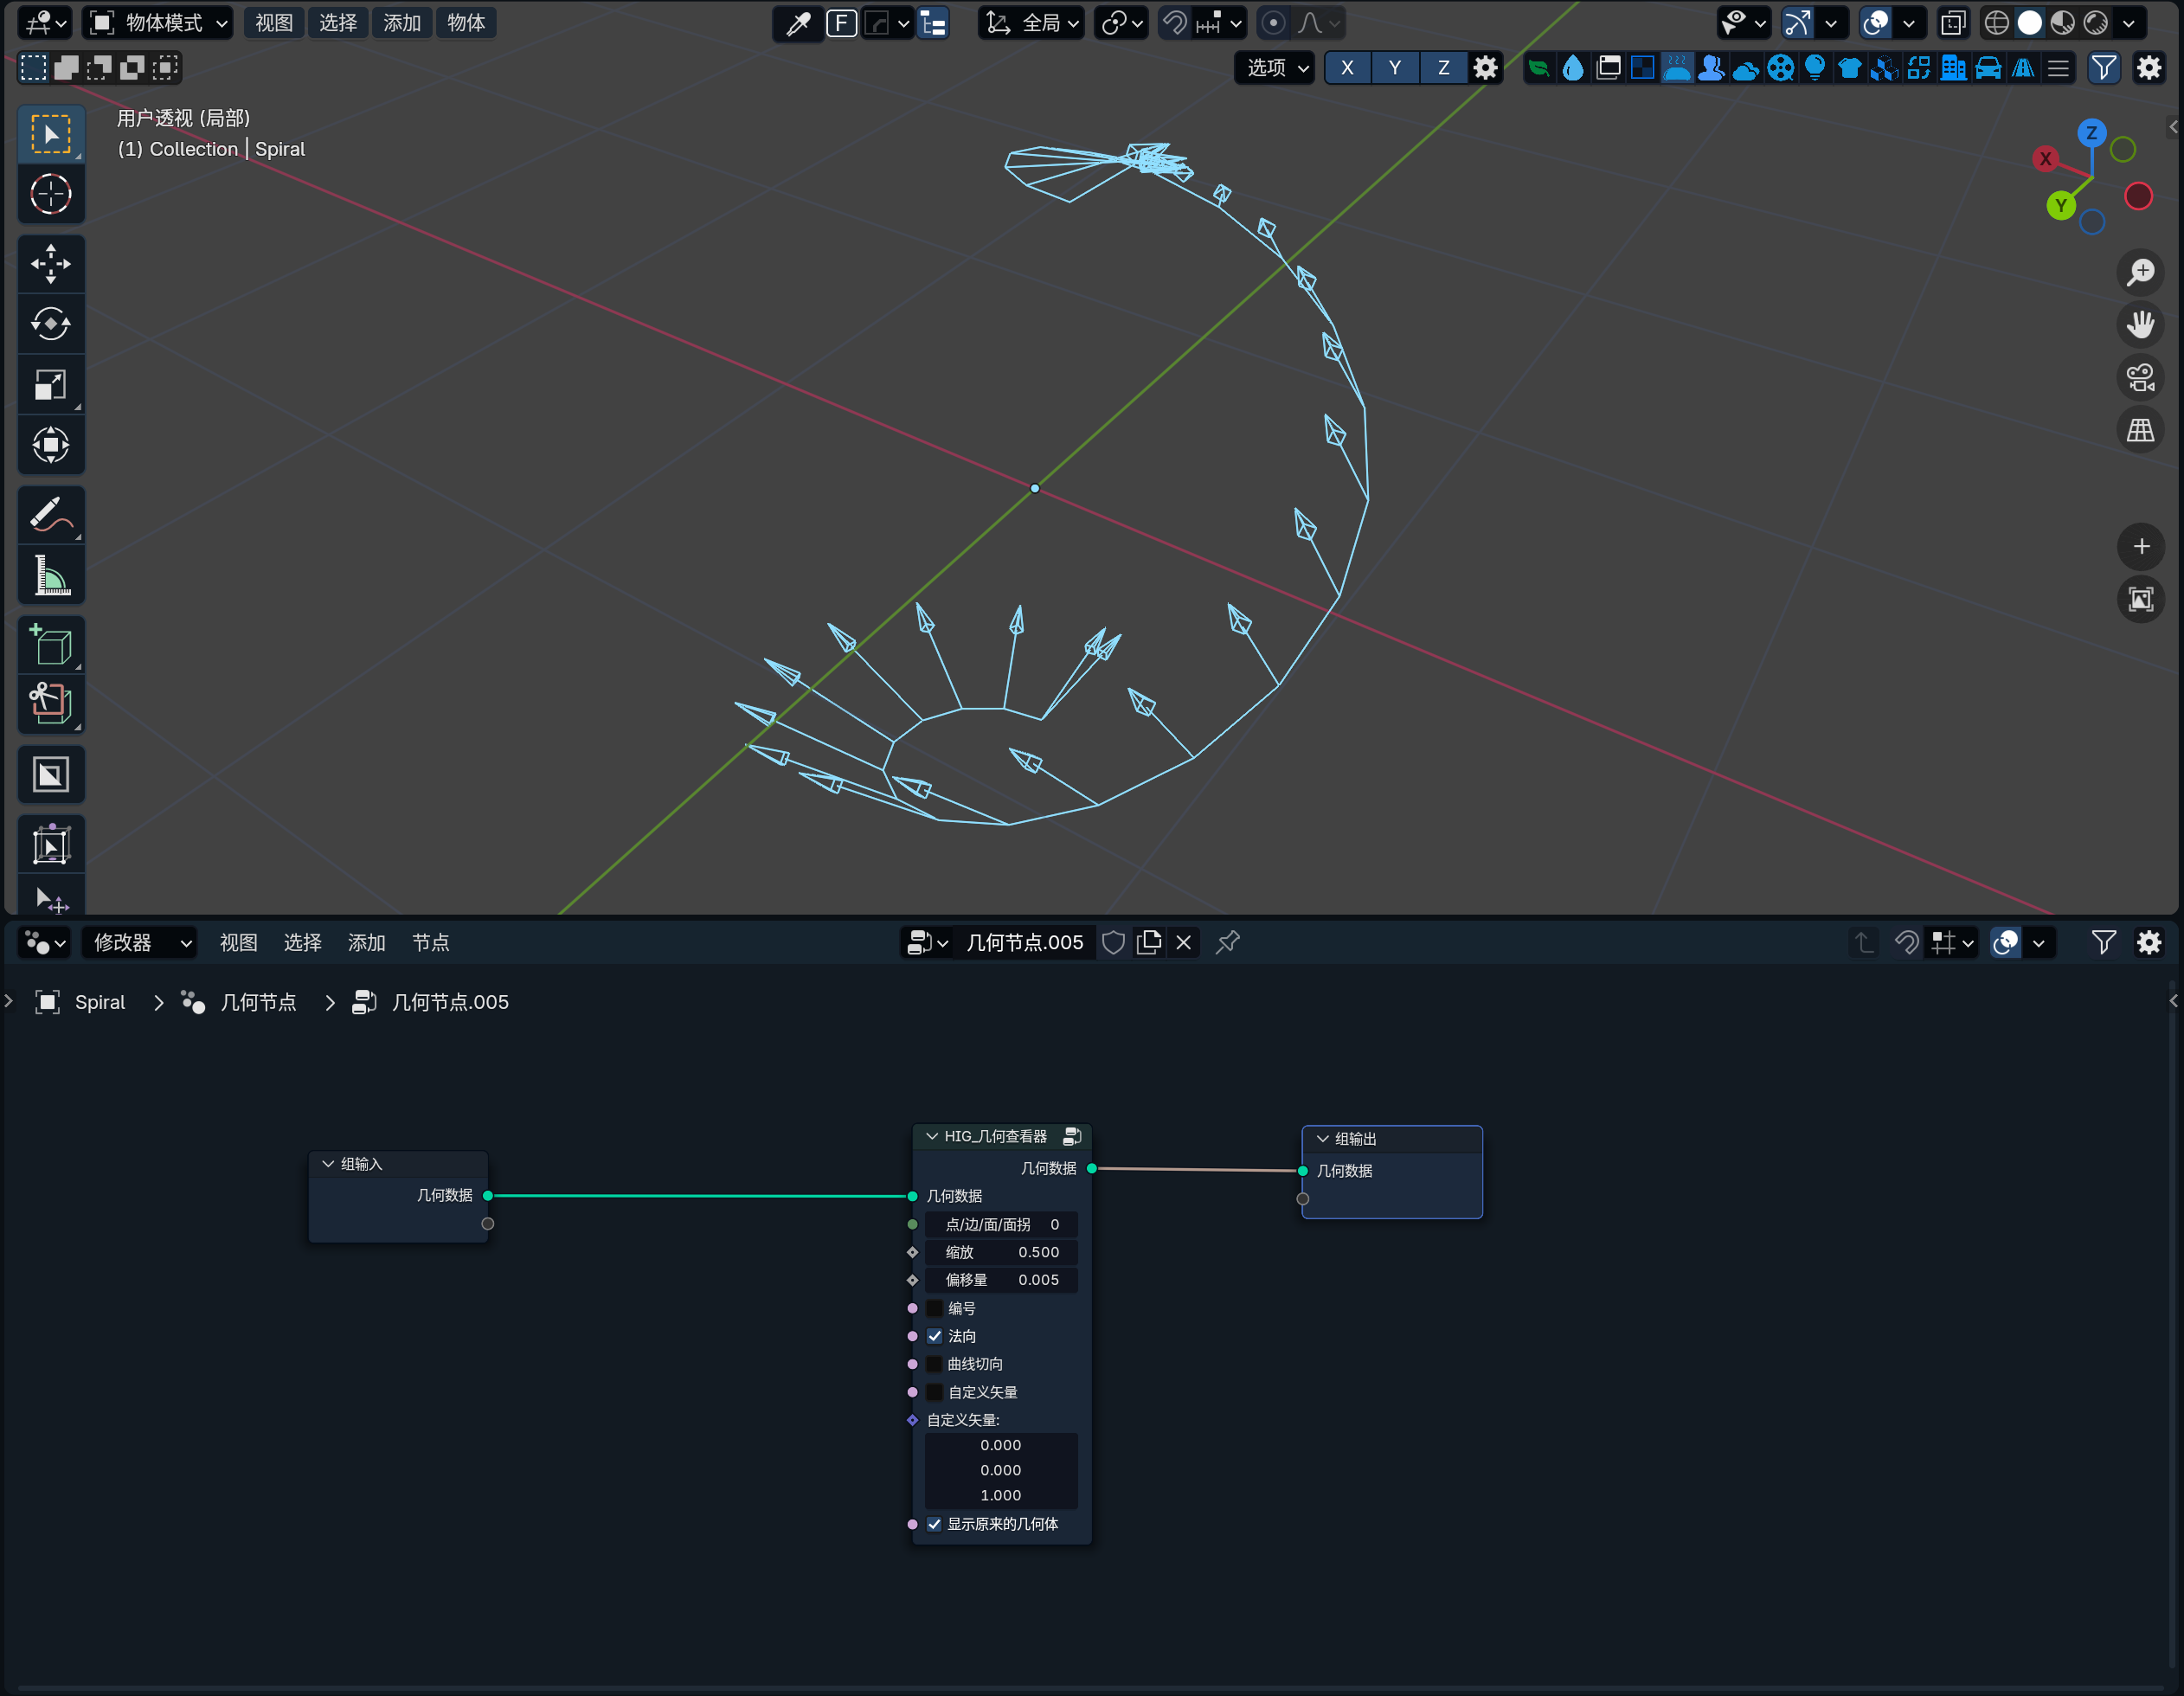 物体模式 视图 选择 添加 物体 F 全局
选项 X Y Z
用户透视 (局部)
(1) Collection | Spiral
Z
X
Y
修改器 视图 选择 添加 节点 几何节点.005
Spiral > 几何节点 > 几何节点.005
HIG_几何查看器
几何数据
几何数据
点/边/面/面拐 0
缩放 0.500
偏移量 0.005
编号
法向
曲线切向
自定义矢量
自定义矢量:
0.000
0.000
1.000
显示原来的几何体
组输出
几何数据
组输入
几何数据